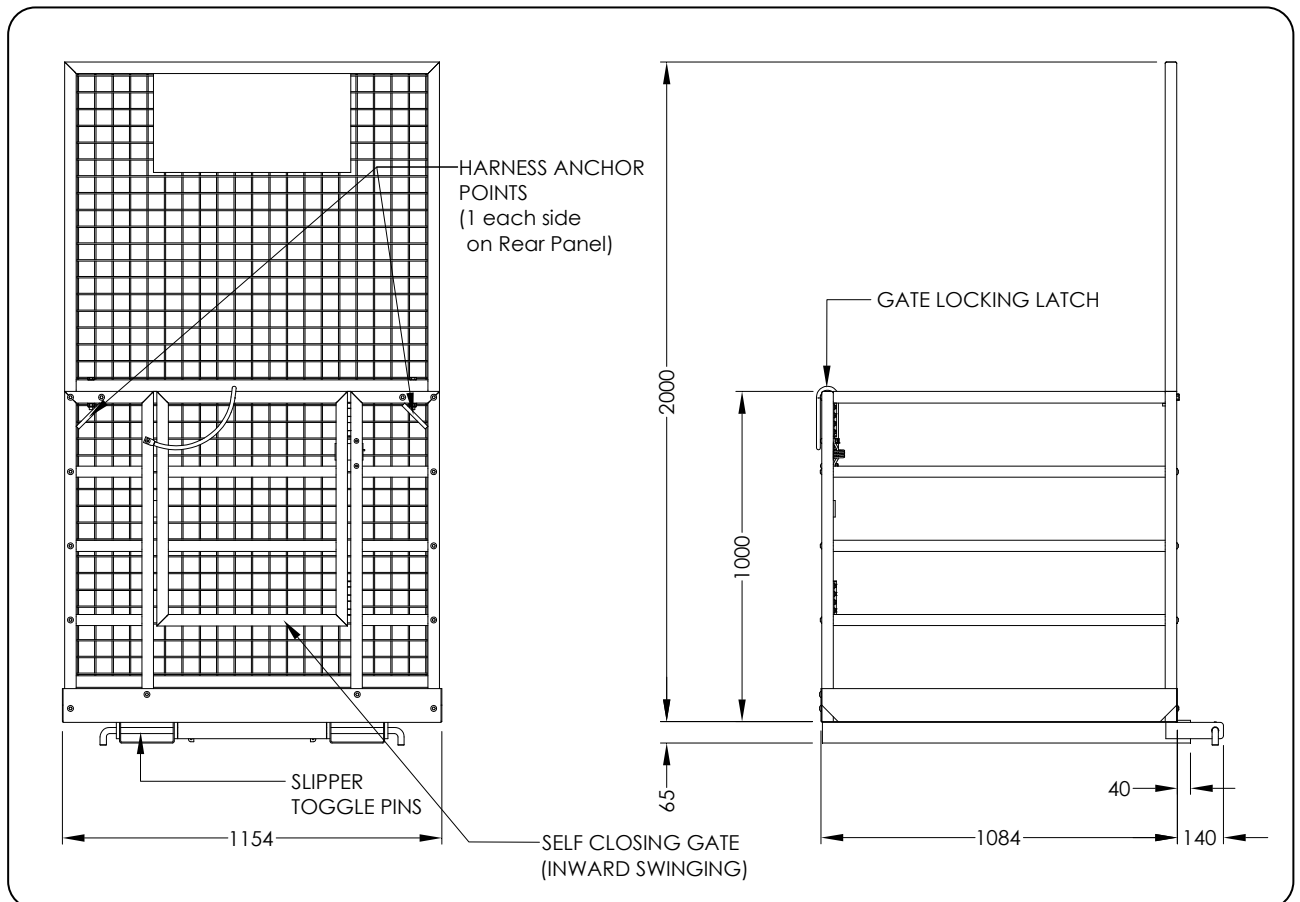 HARNESS ANCHOR
POINTS
(1 each side
on Rear Panel)
GATE LOCKING LATCH
2000
1000
SLIPPER
TOGGLE PINS
65
40
1154
SELF CLOSING GATE
(INWARD SWINGING)
1084
140